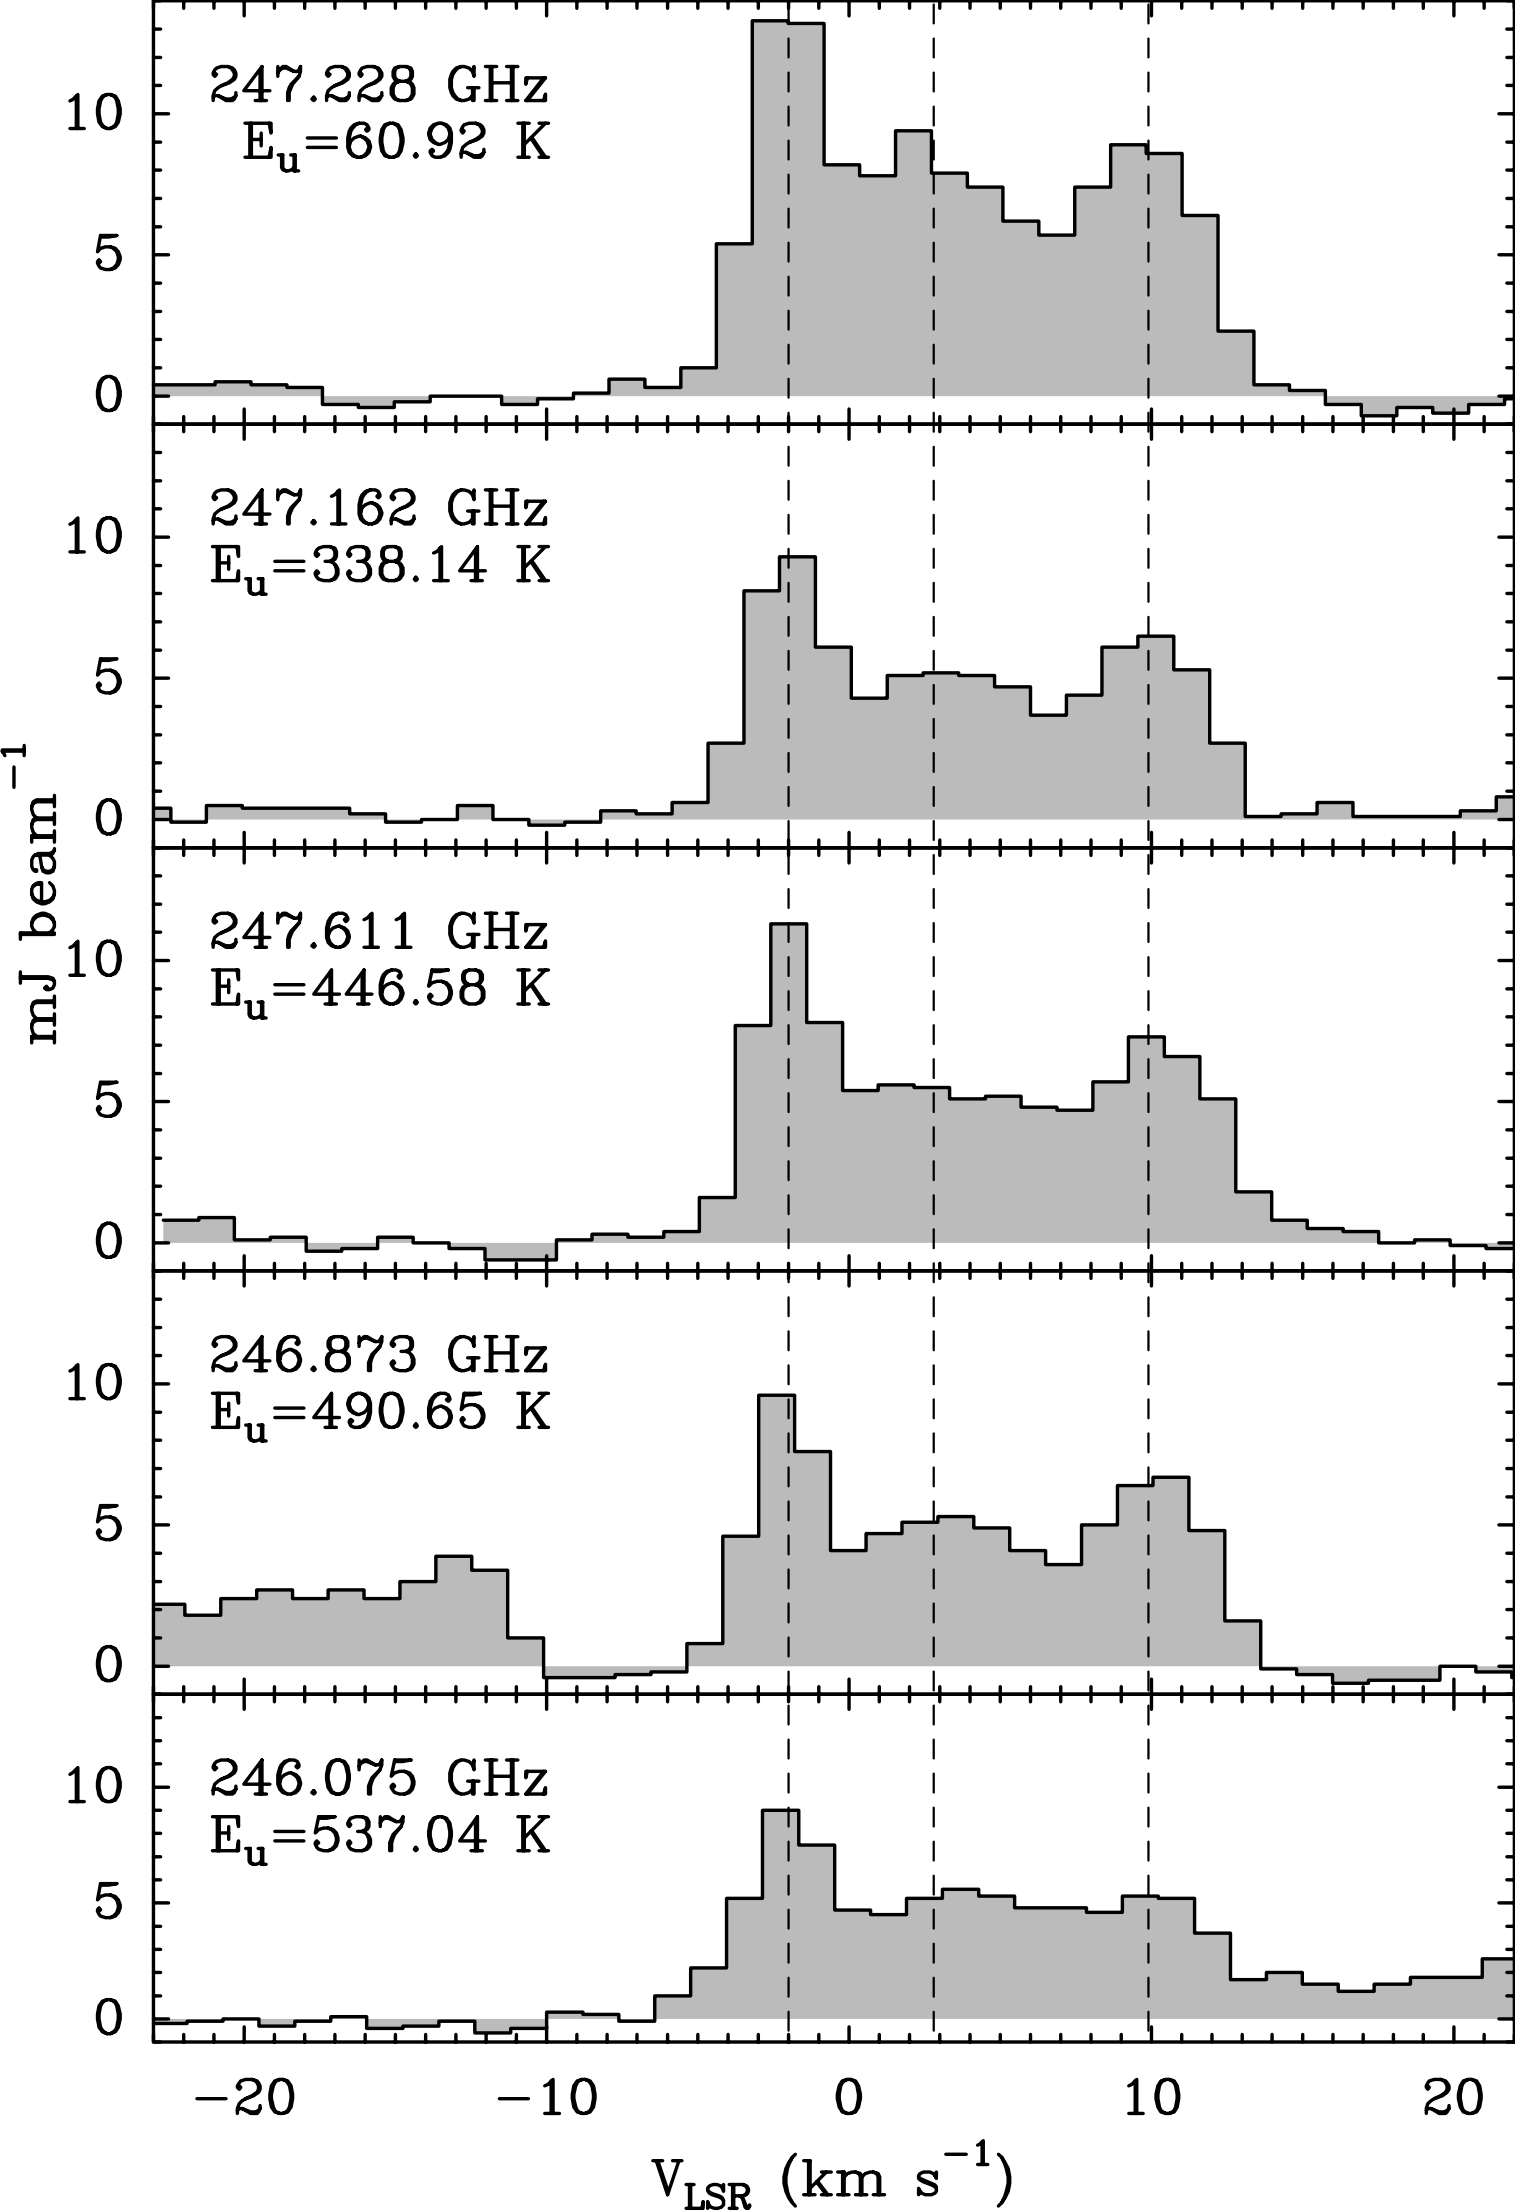 247.228 GHz
E_u=60.92 K
10
5
0
247.162 GHz
E_u=338.14 K
10
5
0
247.611 GHz
E_u=446.58 K
10
5
0
246.873 GHz
E_u=490.65 K
10
5
0
246.075 GHz
E_u=537.04 K
10
5
0
mJ beam⁻¹
−20 −10 0 10 20
V_LSR (km s⁻¹)